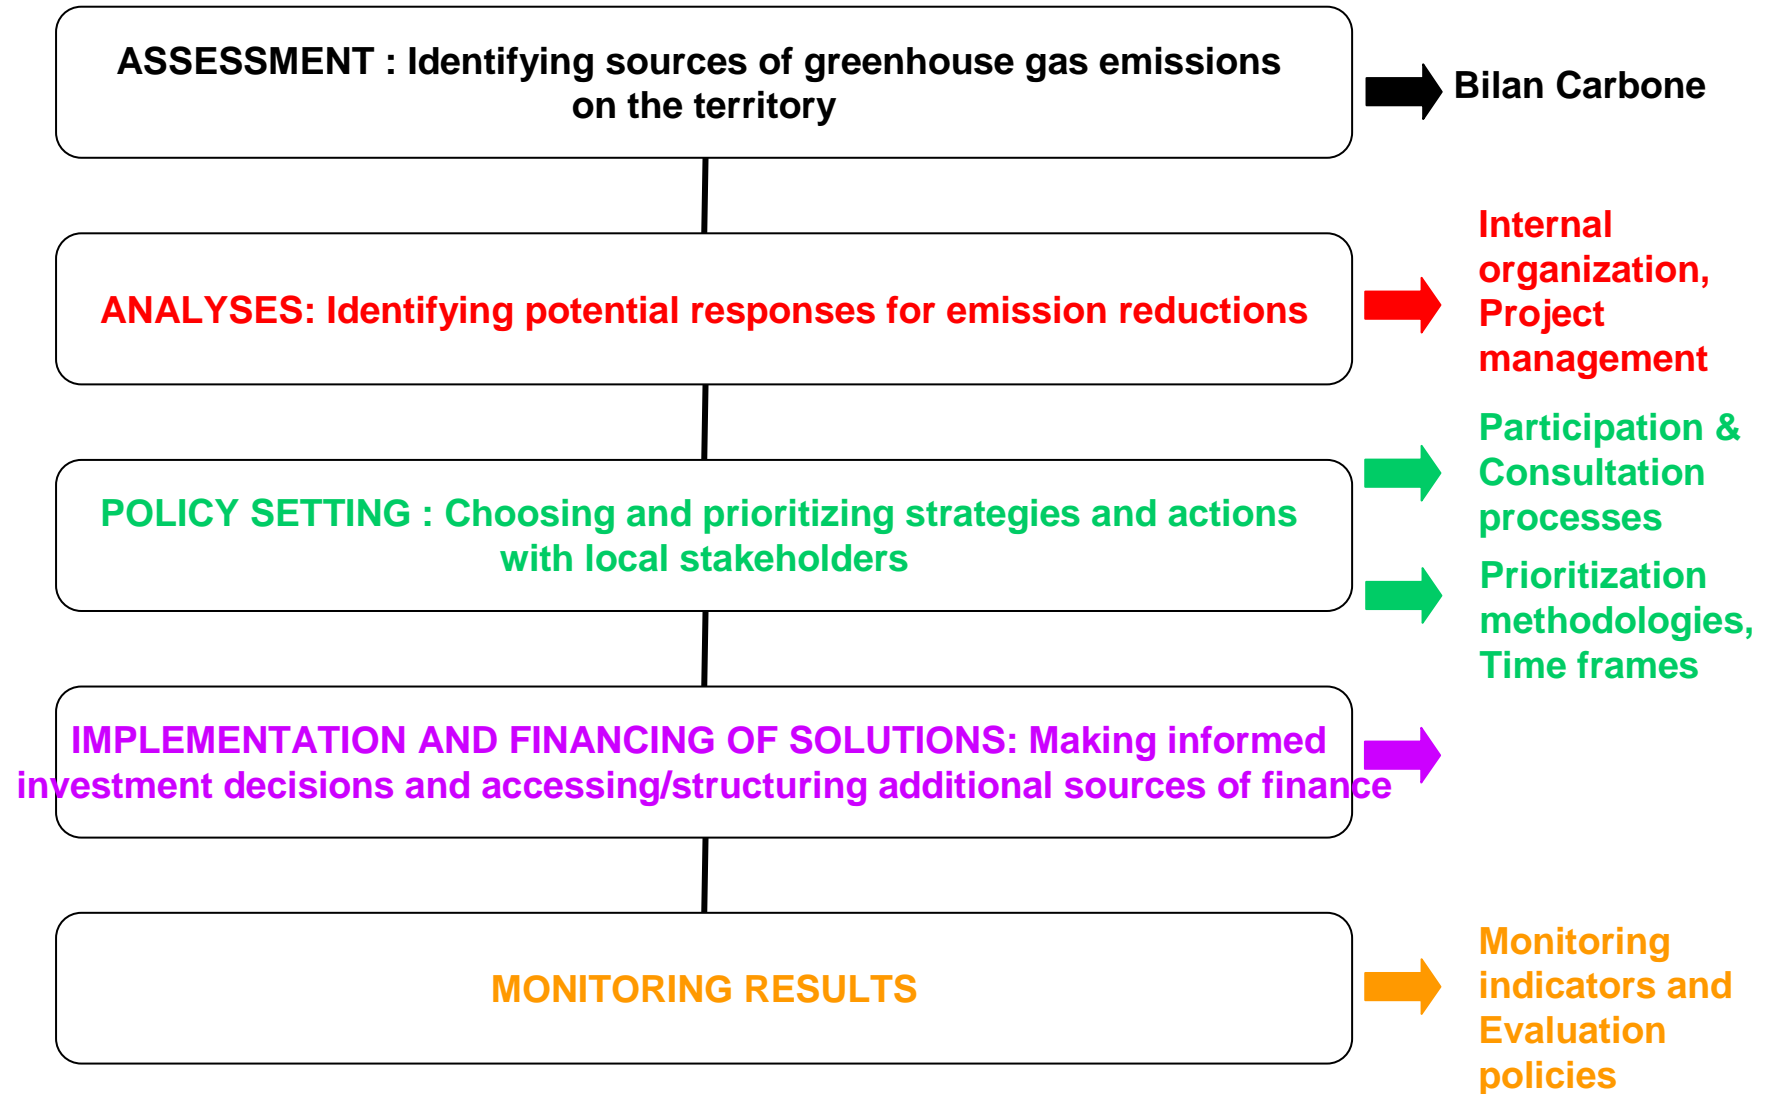 ASSESSMENT : Identifying sources of greenhouse gas emissions
on the territory
Bilan Carbone
ANALYSES: Identifying potential responses for emission reductions
Internal
organization,
Project
management
POLICY SETTING : Choosing and prioritizing strategies and actions
with local stakeholders
Participation &
Consultation
processes
Prioritization
methodologies,
Time frames
IMPLEMENTATION AND FINANCING OF SOLUTIONS: Making informed
investment decisions and accessing/structuring additional sources of finance
MONITORING RESULTS
Monitoring
indicators and
Evaluation
policies